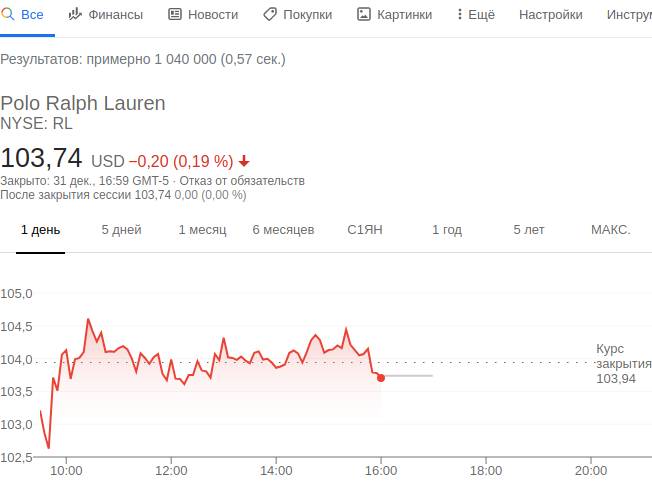 Все Финансы Новости Покупки Картинки Ещё Настройки
Результатов: примерно 1 040 000 (0,57 сек.)
Polo Ralph Lauren
NYSE: RL
103,74 USD −0,20 (0,19 %)
Закрыто: 31 дек., 16:59 GMT-5 · Отказ от обязательств
После закрытия сессии 103,74 0,00 (0,00 %)
1 день 5 дней 1 месяц 6 месяцев С1ЯН 1 год 5 лет МАКС.
105,0
104,5
104,0
103,5
103,0
102,5
Курс
закрытия
103,94
10:00 12:00 14:00 16:00 18:00 20:00